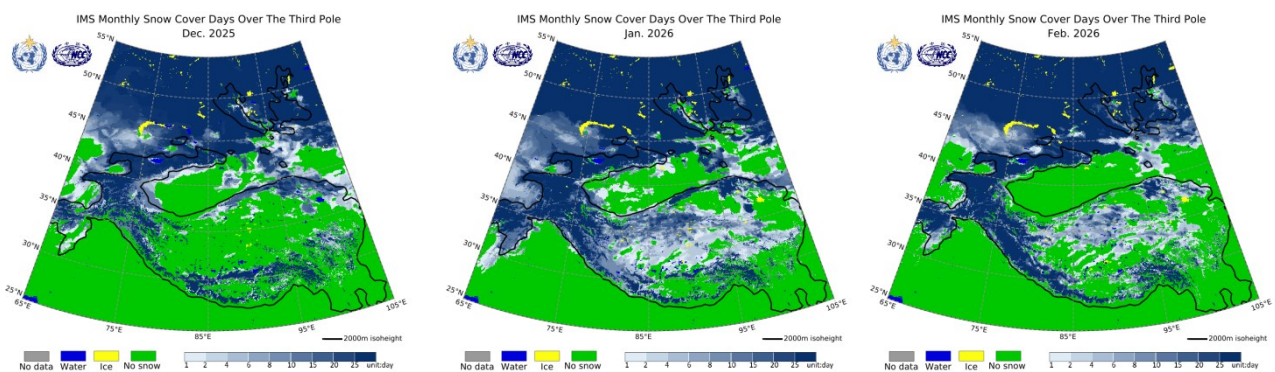 IMS Monthly Snow Cover Days Over The Third Pole
Dec. 2025
55°N
50°N
45°N
40°N
35°N
30°N
25°N
65°E
75°E
85°E
95°E
105°E
NCC
2000m isoheight
No data Water Ice No snow
1 2 4 6 8 10 15 20 25 unit:day
IMS Monthly Snow Cover Days Over The Third Pole
Jan. 2026
55°N
50°N
45°N
40°N
35°N
30°N
25°N
65°E
75°E
85°E
95°E
105°E
NCC
2000m isoheight
No data Water Ice No snow
1 2 4 6 8 10 15 20 25 unit:day
IMS Monthly Snow Cover Days Over The Third Pole
Feb. 2026
55°N
50°N
45°N
40°N
35°N
30°N
25°N
65°E
75°E
85°E
95°E
105°E
NCC
2000m isoheight
No data Water Ice No snow
1 2 4 6 8 10 15 20 25 unit:day